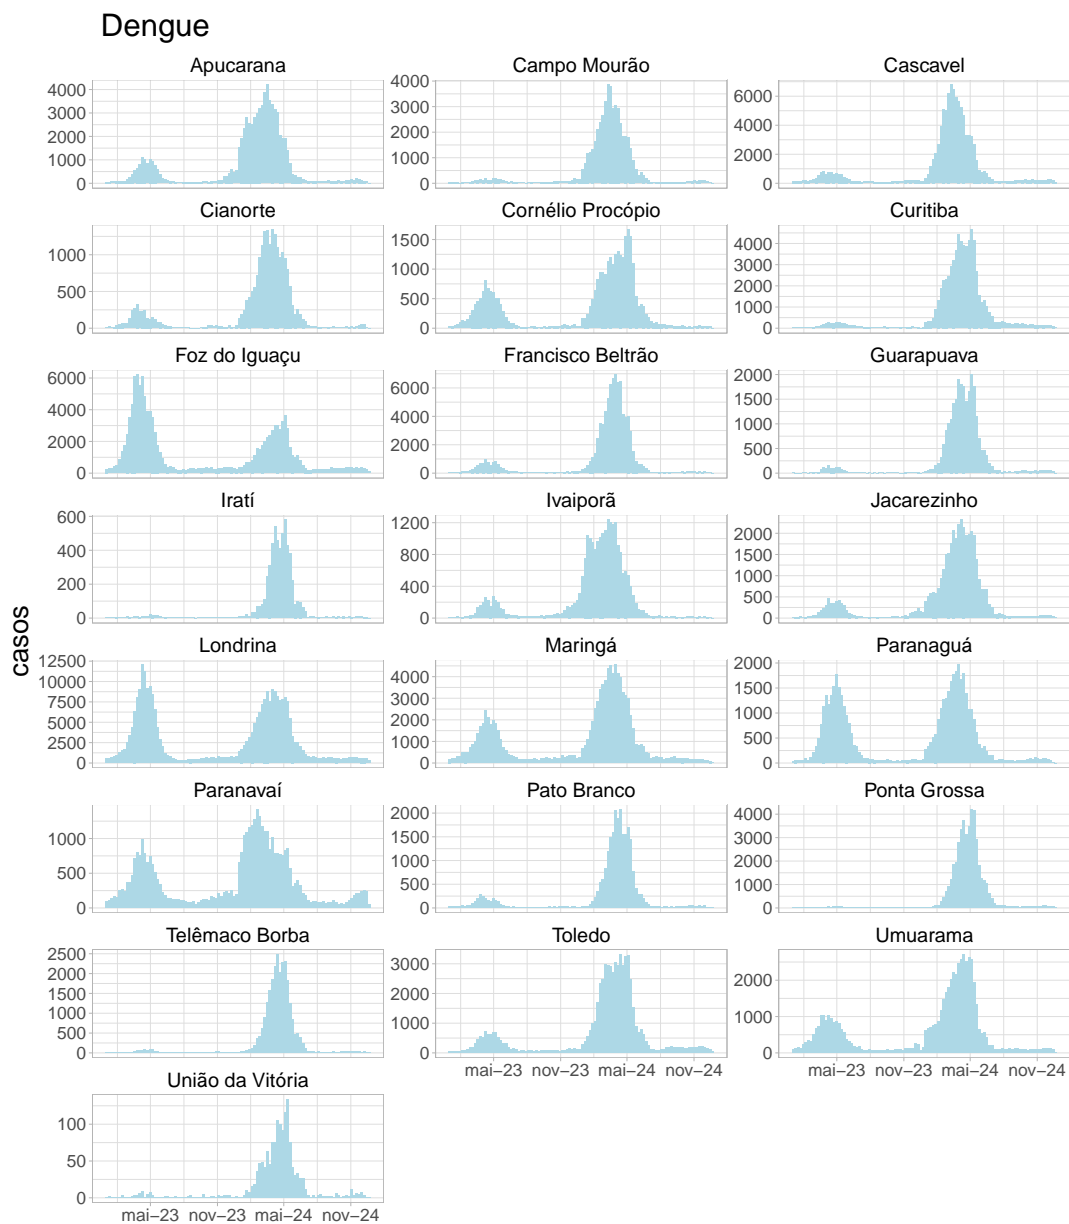 Dengue
Apucarana Campo Mourão Cascavel
4000 3000 2000 1000 0
4000 3000 2000 1000 0
6000 4000 2000 0
Cianorte Cornélio Procópio Curitiba
1000 500 0
1500 1000 500 0
4000 3000 2000 1000 0
Foz do Iguaçu Francisco Beltrão Guarapuava
6000 4000 2000 0
6000 4000 2000 0
2000 1500 1000 500 0
Iratí Ivaiporã Jacarezinho
600 400 200 0
1200 800 400 0
2000 1500 1000 500 0
casos
Londrina Maringá Paranaguá
12500 10000 7500 5000 2500 0
4000 3000 2000 1000 0
2000 1500 1000 500 0
Paranavaí Pato Branco Ponta Grossa
1000 500 0
2000 1500 1000 500 0
4000 3000 2000 1000 0
Telêmaco Borba Toledo Umuarama
2500 2000 1500 1000 500 0
3000 2000 1000 0
2000 1000 0
mai−23 nov−23 mai−24 nov−24 mai−23 nov−23 mai−24 nov−24
União da Vitória
100 50 0
mai−23 nov−23 mai−24 nov−24